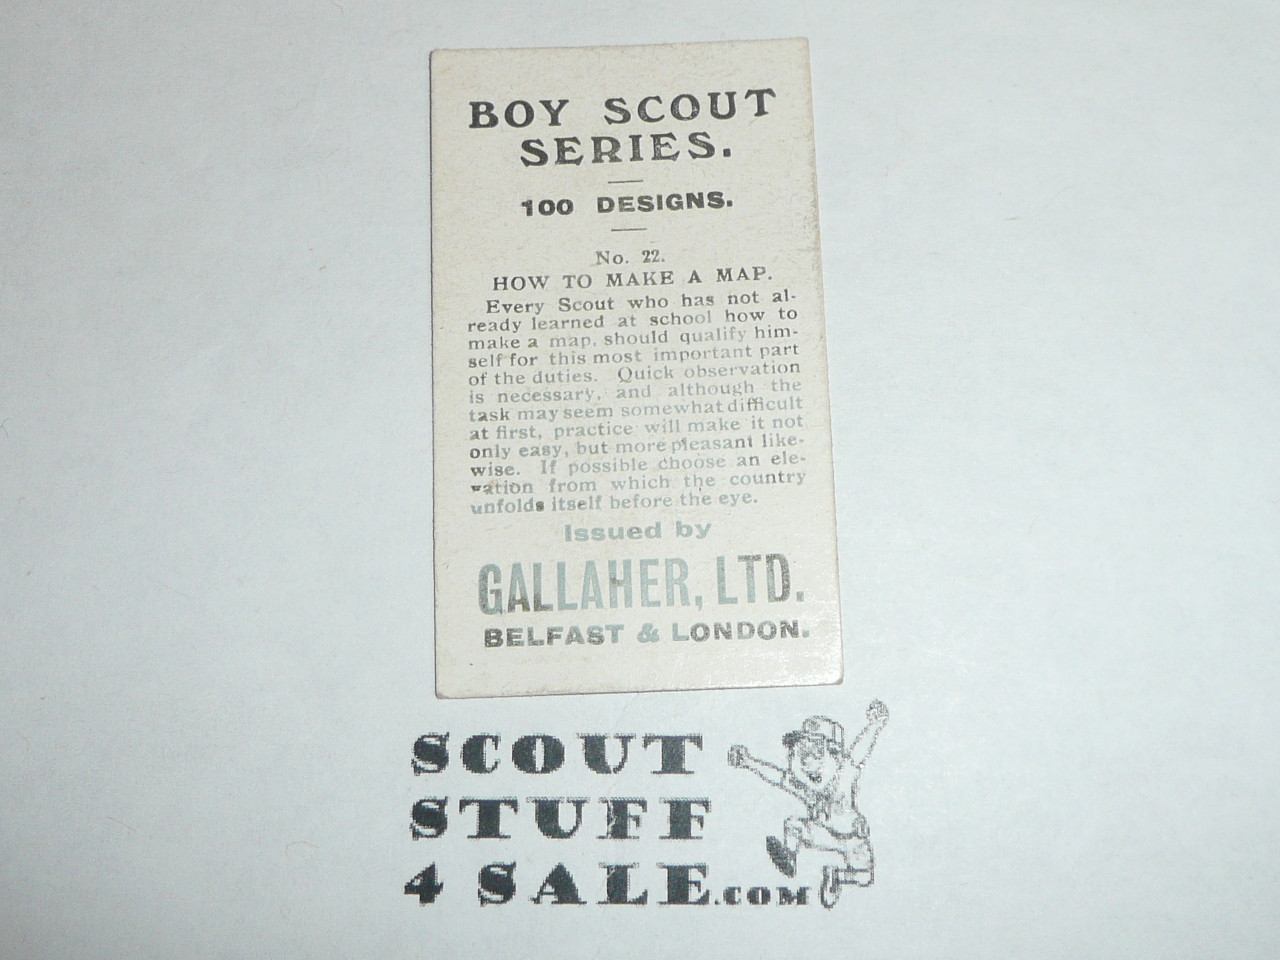 BOY SCOUT
SERIES.
100 DESIGNS.
No. 22.
HOW TO MAKE A MAP.
Every Scout who has not al-
ready learned at school how to
make a map, should qualify him-
self for this most important part
of the duties. Quick observation
is necessary, and although the
task may seem somewhat difficult
at first, practice will make it not
only easy, but more pleasant like-
wise. If possible choose an ele-
vation from which the country
unfolds itself before the eye.
Issued by
GALLAHER, LTD.
BELFAST & LONDON.
SCOUT
STUFF
4 SALE.COM